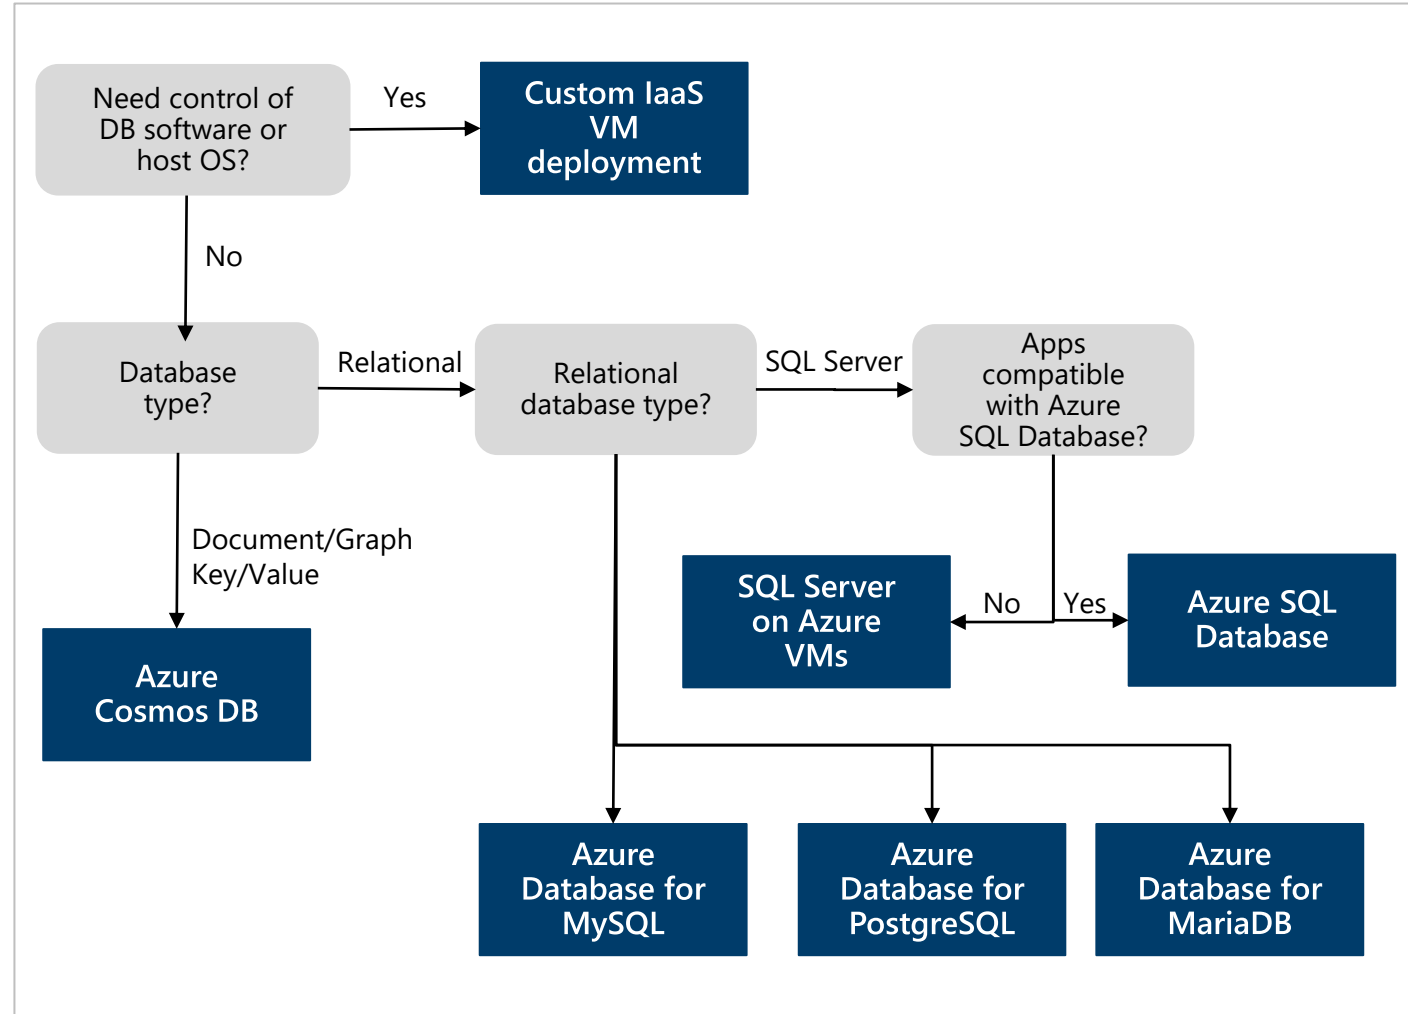 Need control of
DB software or
host OS?
Yes
Custom IaaS
VM
deployment
No
Database
type?
Relational
Relational
database type?
SQL Server
Apps
compatible
with Azure
SQL Database?
Document/Graph
Key/Value
Azure
Cosmos DB
SQL Server
on Azure
VMs
No
Yes
Azure SQL
Database
Azure
Database for
MySQL
Azure
Database for
PostgreSQL
Azure
Database for
MariaDB